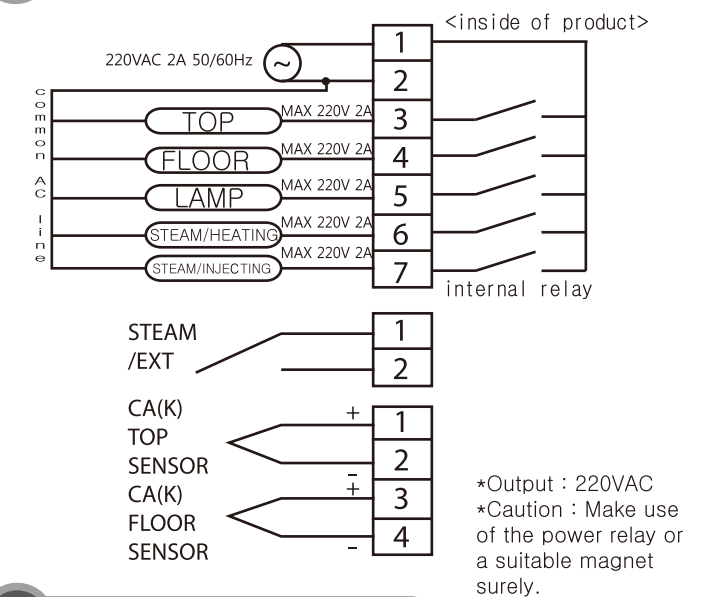 <inside of product>
220VAC 2A 50/60Hz
~
1
2
common AC line
TOP
MAX 220V 2A
3
FLOOR
MAX 220V 2A
4
LAMP
MAX 220V 2A
5
STEAM/HEATING
MAX 220V 2A
6
STEAM/INJECTING
MAX 220V 2A
7
internal relay
STEAM
/EXT
1
2
CA(K)
TOP
SENSOR
+
-
1
2
CA(K)
FLOOR
SENSOR
+
-
3
4
*Output : 220VAC
*Caution : Make use
of the power relay or
a suitable magnet
surely.